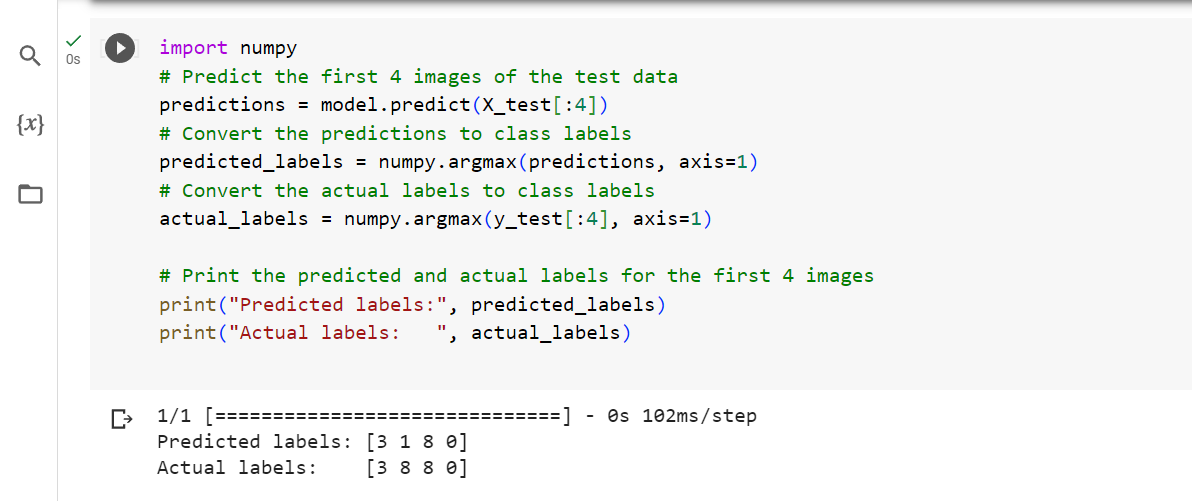 0s
import numpy
# Predict the first 4 images of the test data
predictions = model.predict(X_test[:4])
# Convert the predictions to class labels
predicted_labels = numpy.argmax(predictions, axis=1)
# Convert the actual labels to class labels
actual_labels = numpy.argmax(y_test[:4], axis=1)
# Print the predicted and actual labels for the first 4 images
print("Predicted labels:", predicted_labels)
print("Actual labels:   ", actual_labels)
{x}
1/1 [==============================] - 0s 102ms/step
Predicted labels: [3 1 8 0]
Actual labels:    [3 8 8 0]